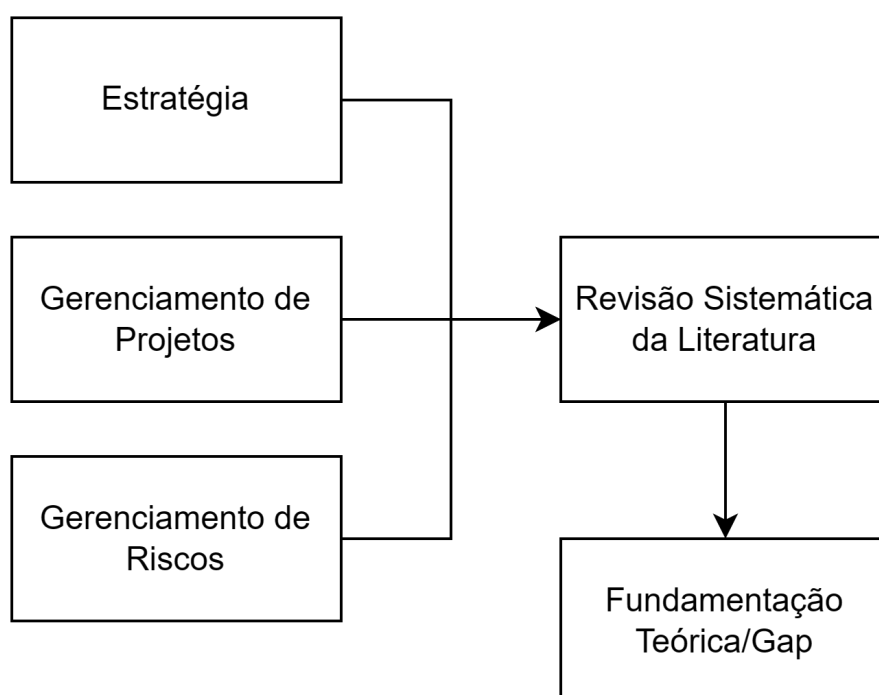 Estratégia
Gerenciamento de
Projetos
Revisão Sistemática
da Literatura
Gerenciamento de
Riscos
Fundamentação
Teórica/Gap